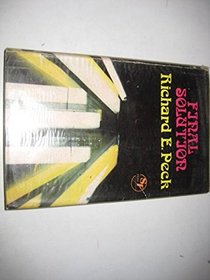 FINAL
SOLUTION
Richard E. Peck